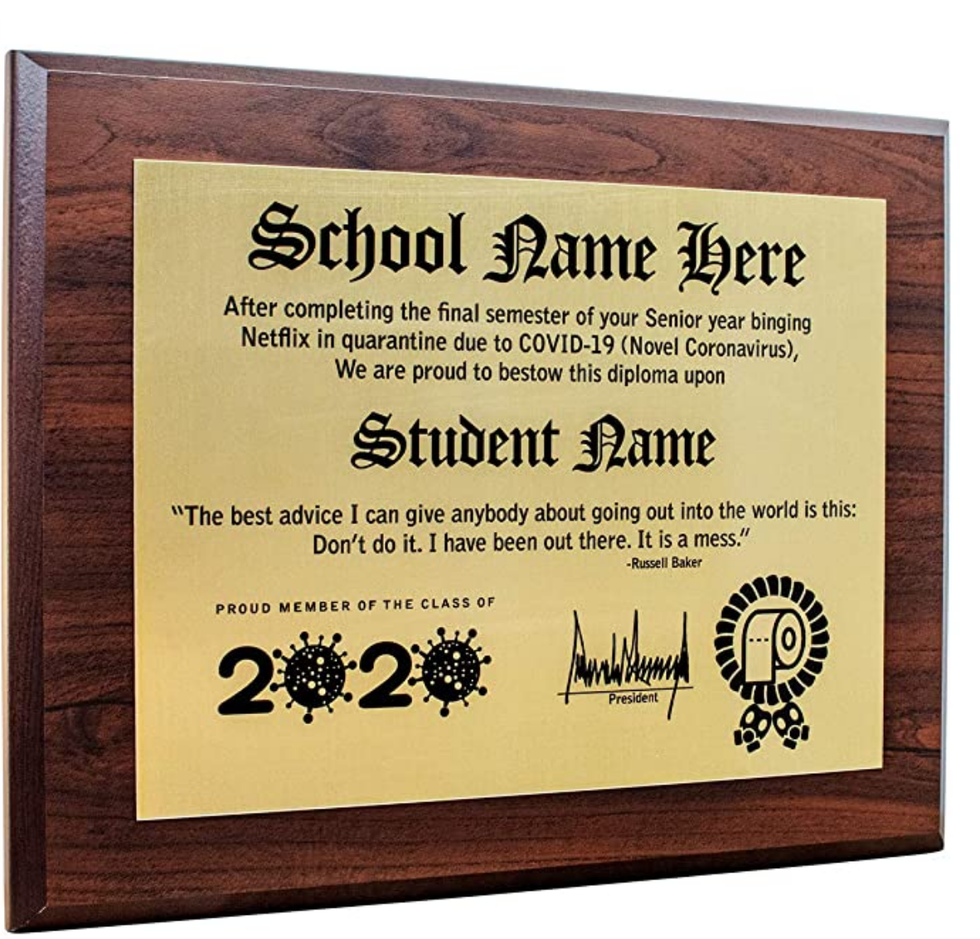 School Name Here
After completing the final semester of your Senior year binging
Netflix in quarantine due to COVID-19 (Novel Coronavirus),
We are proud to bestow this diploma upon
Student Name
“The best advice I can give anybody about going out into the world is this:
Don't do it. I have been out there. It is a mess.”
-Russell Baker
PROUD MEMBER OF THE CLASS OF
2020
President